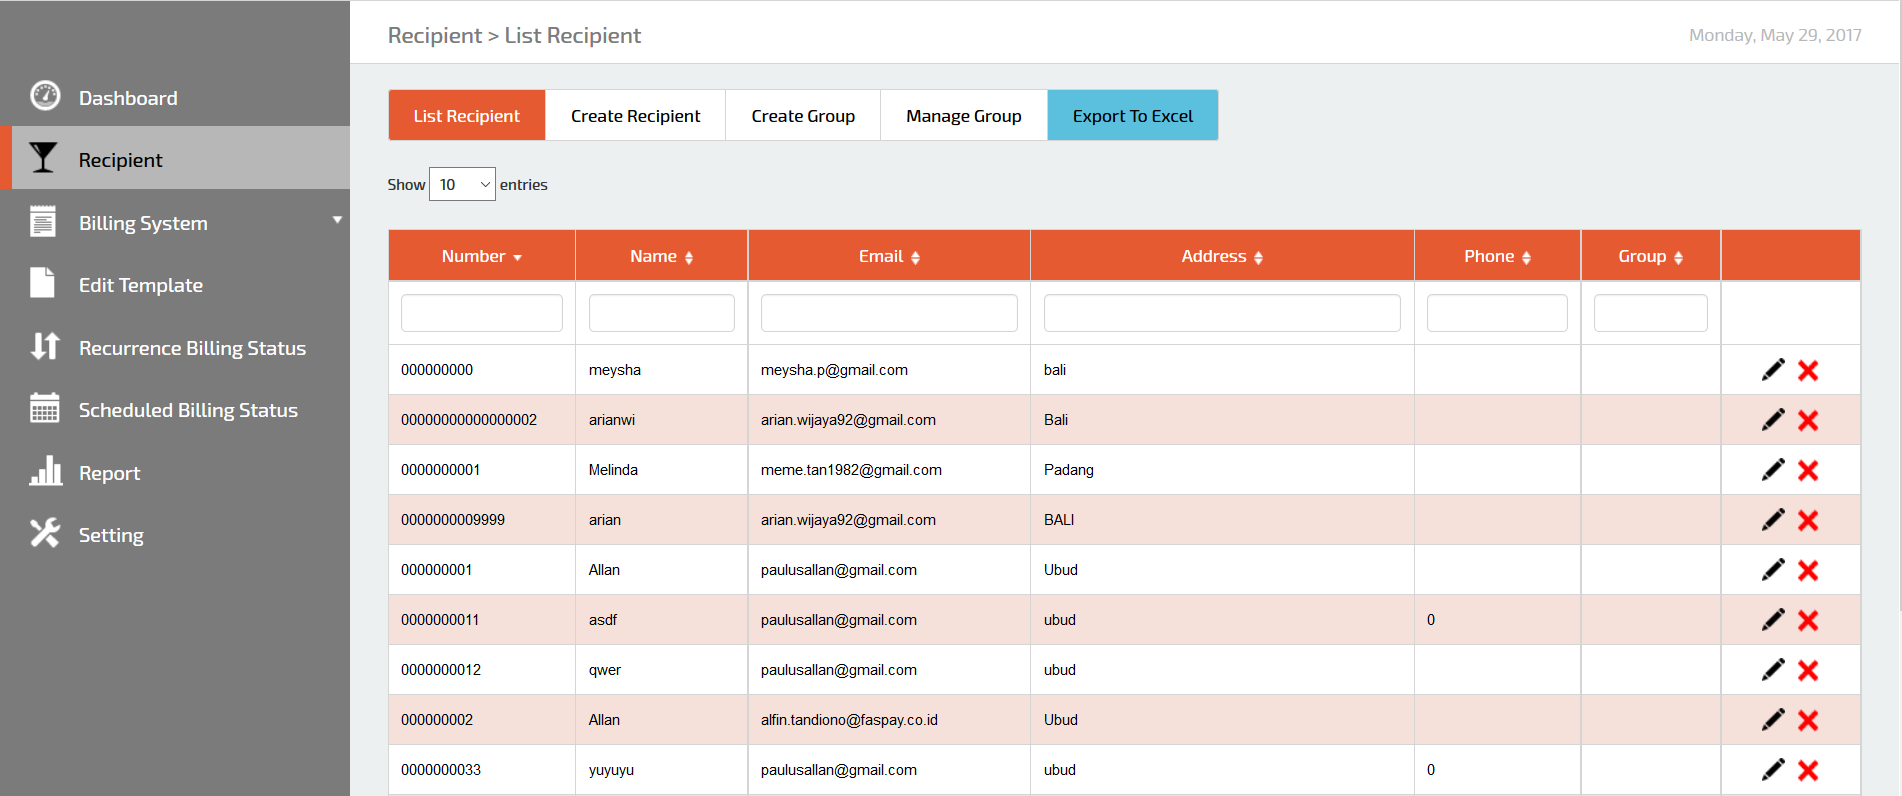 Recipient > List Recipient
Monday, May 29, 2017
Dashboard
Recipient
Billing System
Edit Template
Recurrence Billing Status
Scheduled Billing Status
Report
Setting
List Recipient Create Recipient Create Group Manage Group Export To Excel
Show 10 entries
Number Name Email Address Phone Group
000000000 meysha meysha.p@gmail.com bali
00000000000000002 arianwi arian.wijaya92@gmail.com Bali
0000000001 Melinda meme.tan1982@gmail.com Padang
0000000009999 arian arian.wijaya92@gmail.com BALI
000000001 Allan paulusallan@gmail.com Ubud
0000000011 asdf paulusallan@gmail.com ubud 0
0000000012 qwer paulusallan@gmail.com ubud
000000002 Allan alfin.tandiono@faspay.co.id Ubud
0000000033 yuyuyu paulusallan@gmail.com ubud 0